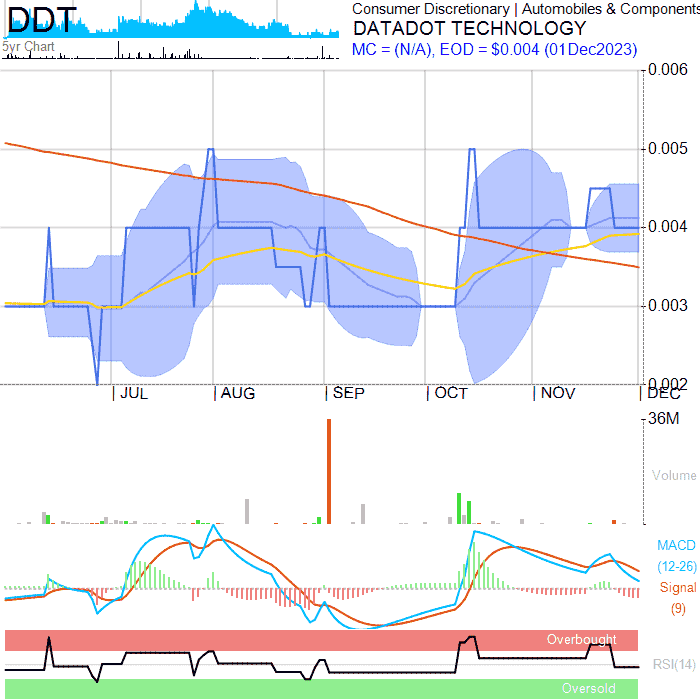 DDT
5yr Chart
Consumer Discretionary | Automobiles & Components
DATADOT TECHNOLOGY
MC = (N/A), EOD = $0.004 (01Dec2023)
0.006
0.005
0.004
0.003
0.002
| JUL | AUG | SEP | OCT | NOV | DEC
36M
Volume
MACD
(12-26)
Signal
(9)
Overbought
RSI(14)
Oversold